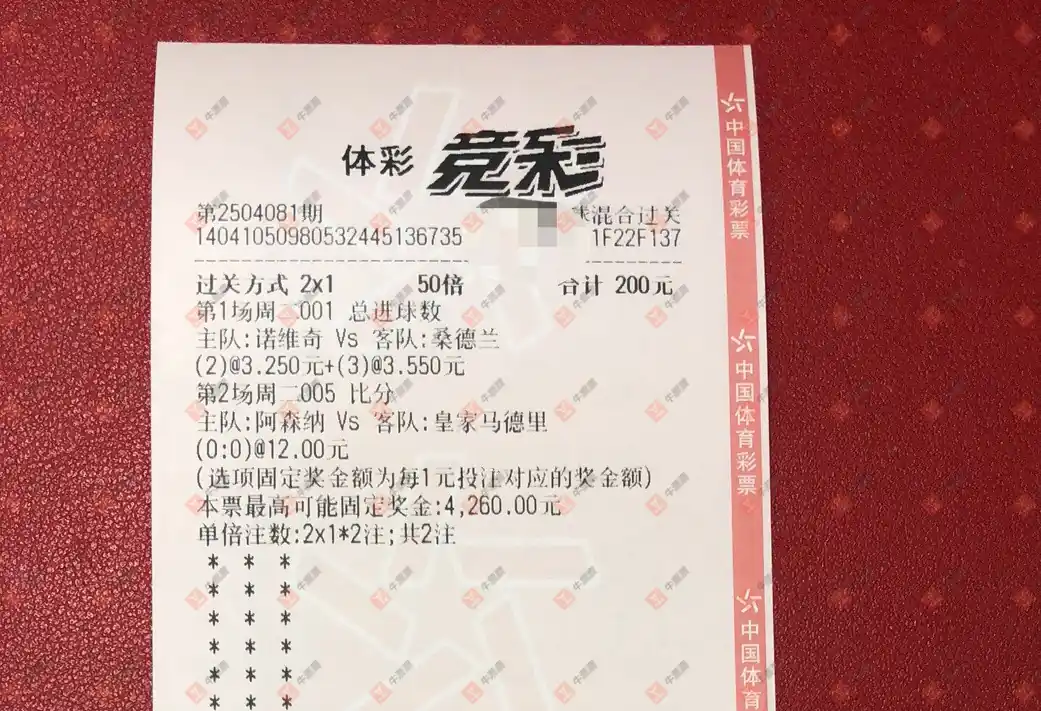 体彩 竞彩
第2504081期 球混合过关
140410509805324451​36735 1F22F137
过关方式 2x1 50倍 合计 200元
第1场周二001 总进球数
主队:诺维奇 Vs 客队:桑德兰
(2)@3.250元+(3)@3.550元
第2场周二005 比分
主队:阿森纳 Vs 客队:皇家马德里
(0:0)@12.00元
(选项固定奖金额为每1元投注对应的奖金额)
本票最高可能固定奖金:4,260.00元
单倍注数:2x1*2注;共2注
* * *
* * *
* * *
* * *
* * *
* * *
中国体育彩票
中国体育彩票
中国体育